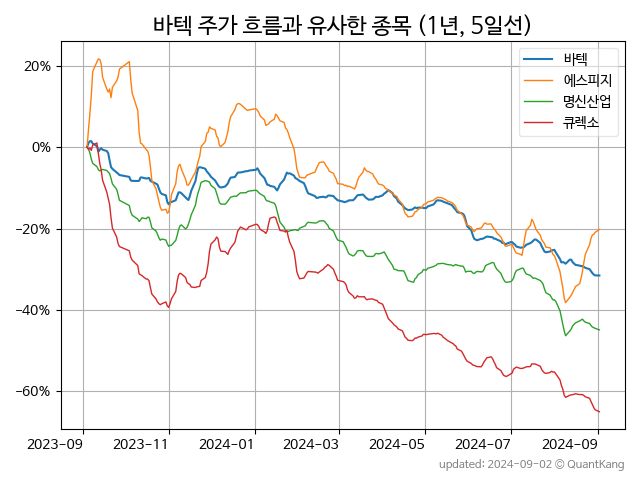 바텍 주가 흐름과 유사한 종목 (1년, 5일선)
바텍
에스피지
명신산업
큐렉소
20%
0%
−20%
−40%
−60%
2023-09 2023-11 2024-01 2024-03 2024-05 2024-07 2024-09
updated: 2024-09-02 © QuantKang